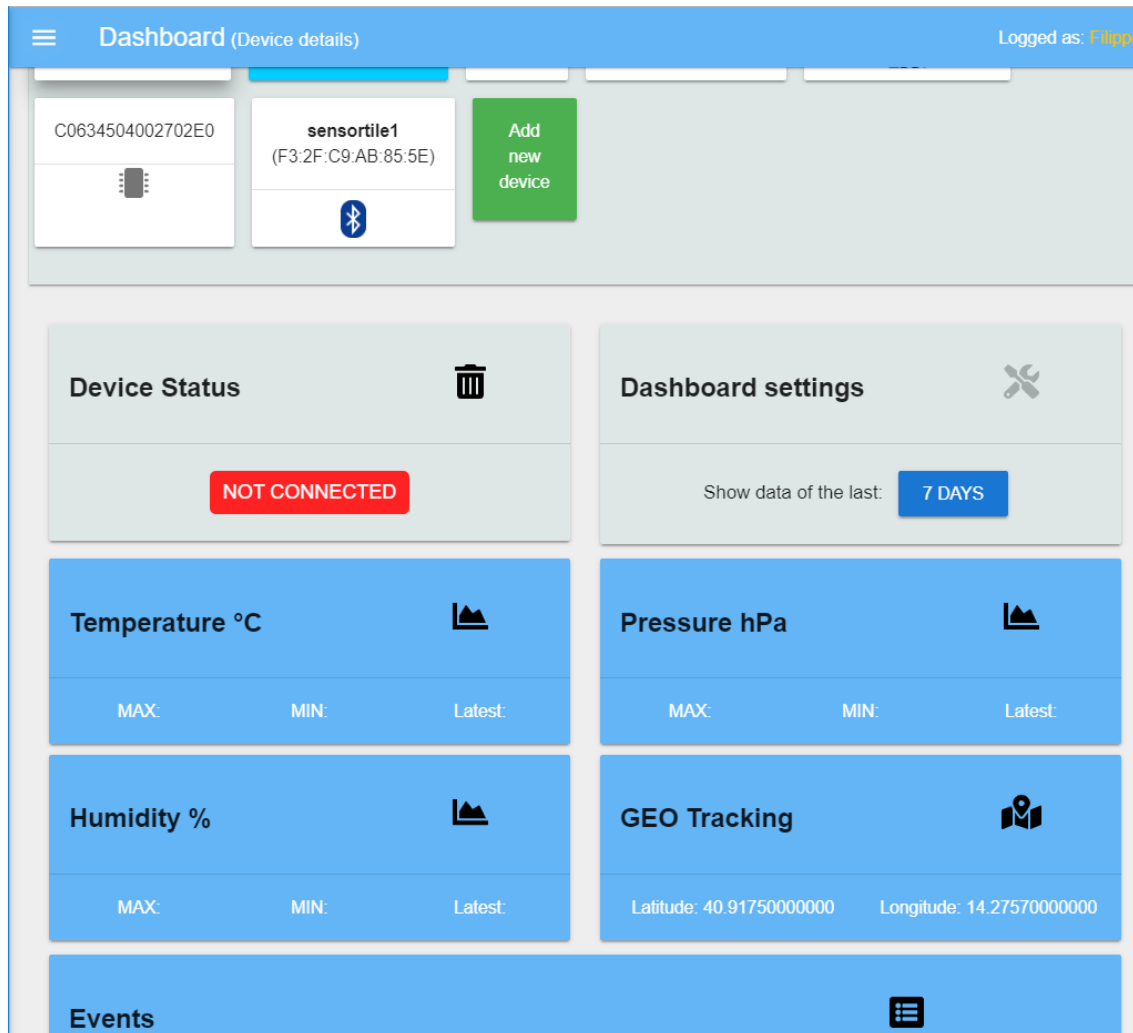 Dashboard (Device details)
Logged as: Filipp
C0634504002702E0
sensortile1
(F3:2F:C9:AB:85:5E)
Add
new
device
Device Status
Dashboard settings
NOT CONNECTED
Show data of the last: 7 DAYS
Temperature °C
Pressure hPa
MAX: MIN: Latest:
MAX: MIN: Latest:
Humidity %
GEO Tracking
MAX: MIN: Latest:
Latitude: 40.91750000000 Longitude: 14.27570000000
Events